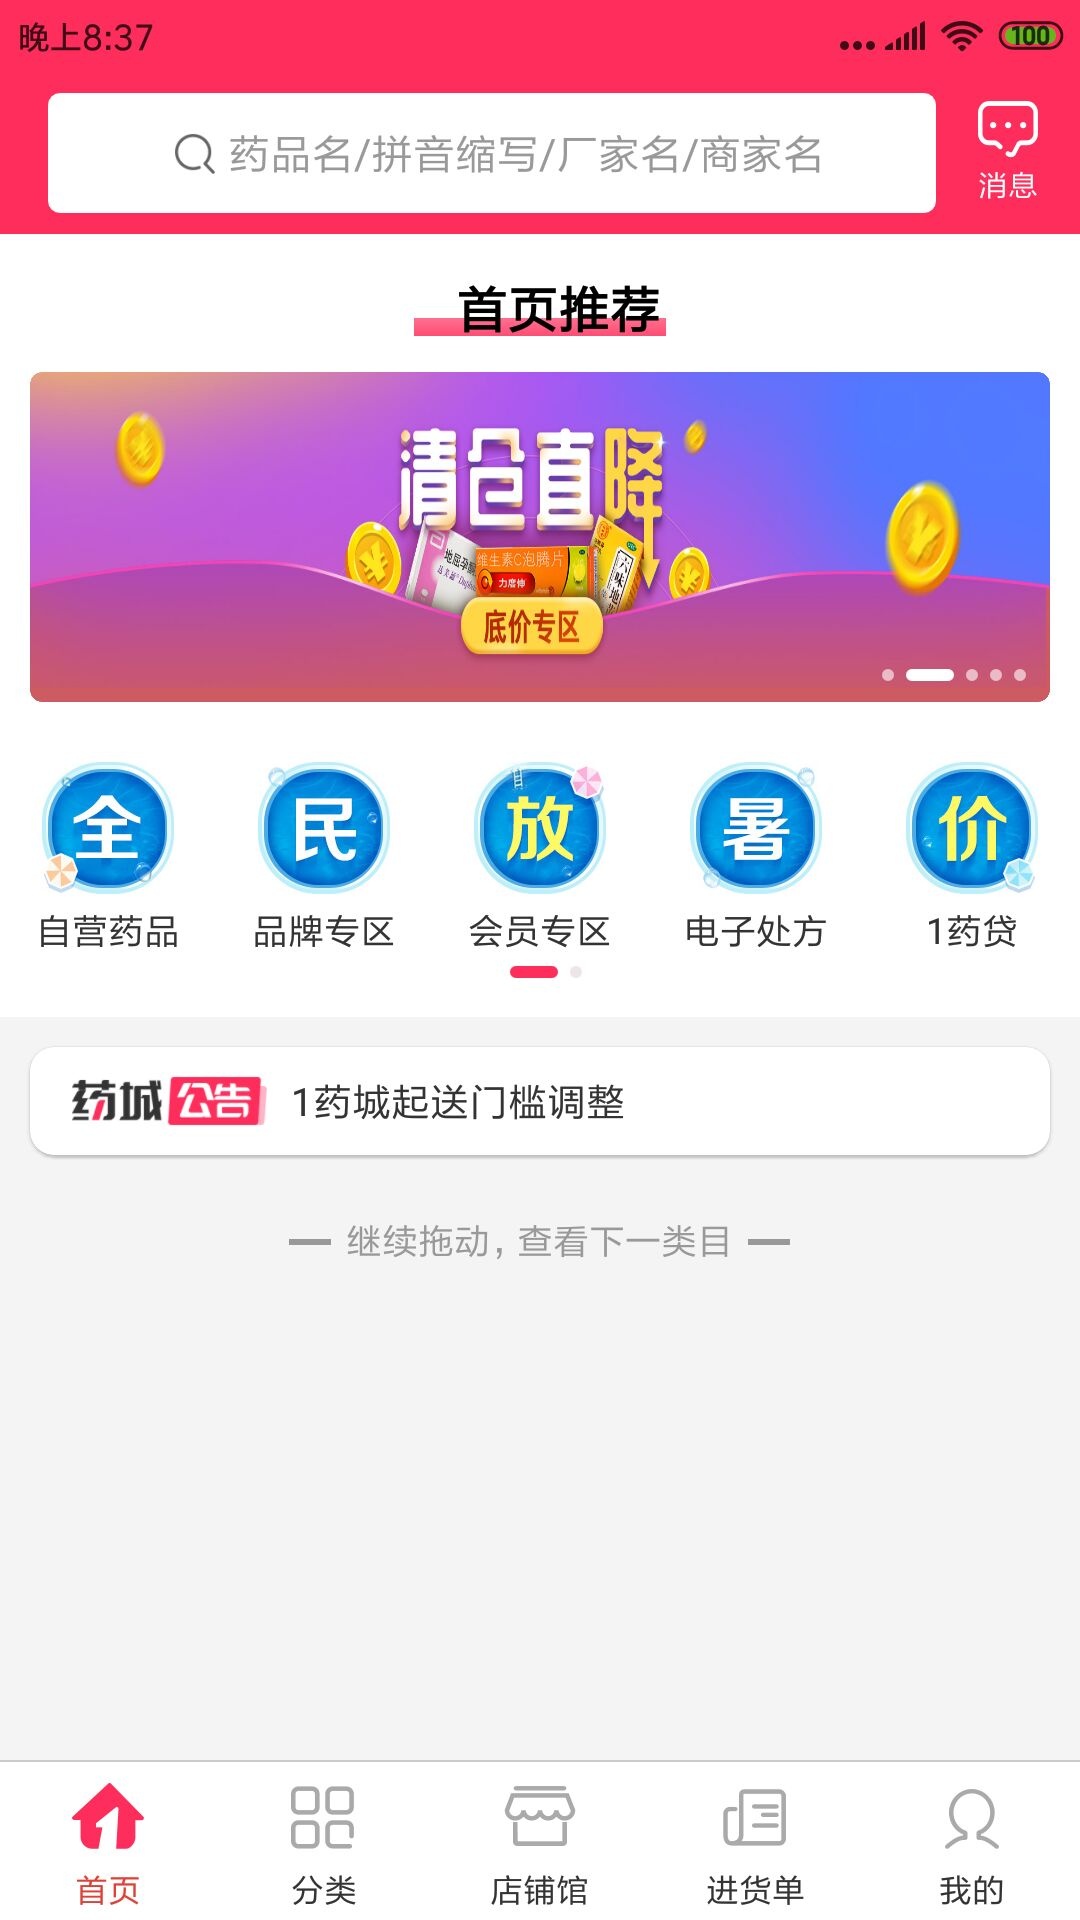 晚上8:37
100
药品名/拼音缩写/厂家名/商家名
消息
首页推荐
清仓直降
地屈孕酮
维生素C泡腾片
力度伸
六味地
底价专区
全 民 放 暑 价
自营药品 品牌专区 会员专区 电子处方 1药贷
药城 公告 1药城起送门槛调整
继续拖动，查看下一类目
首页 分类 店铺馆 进货单 我的